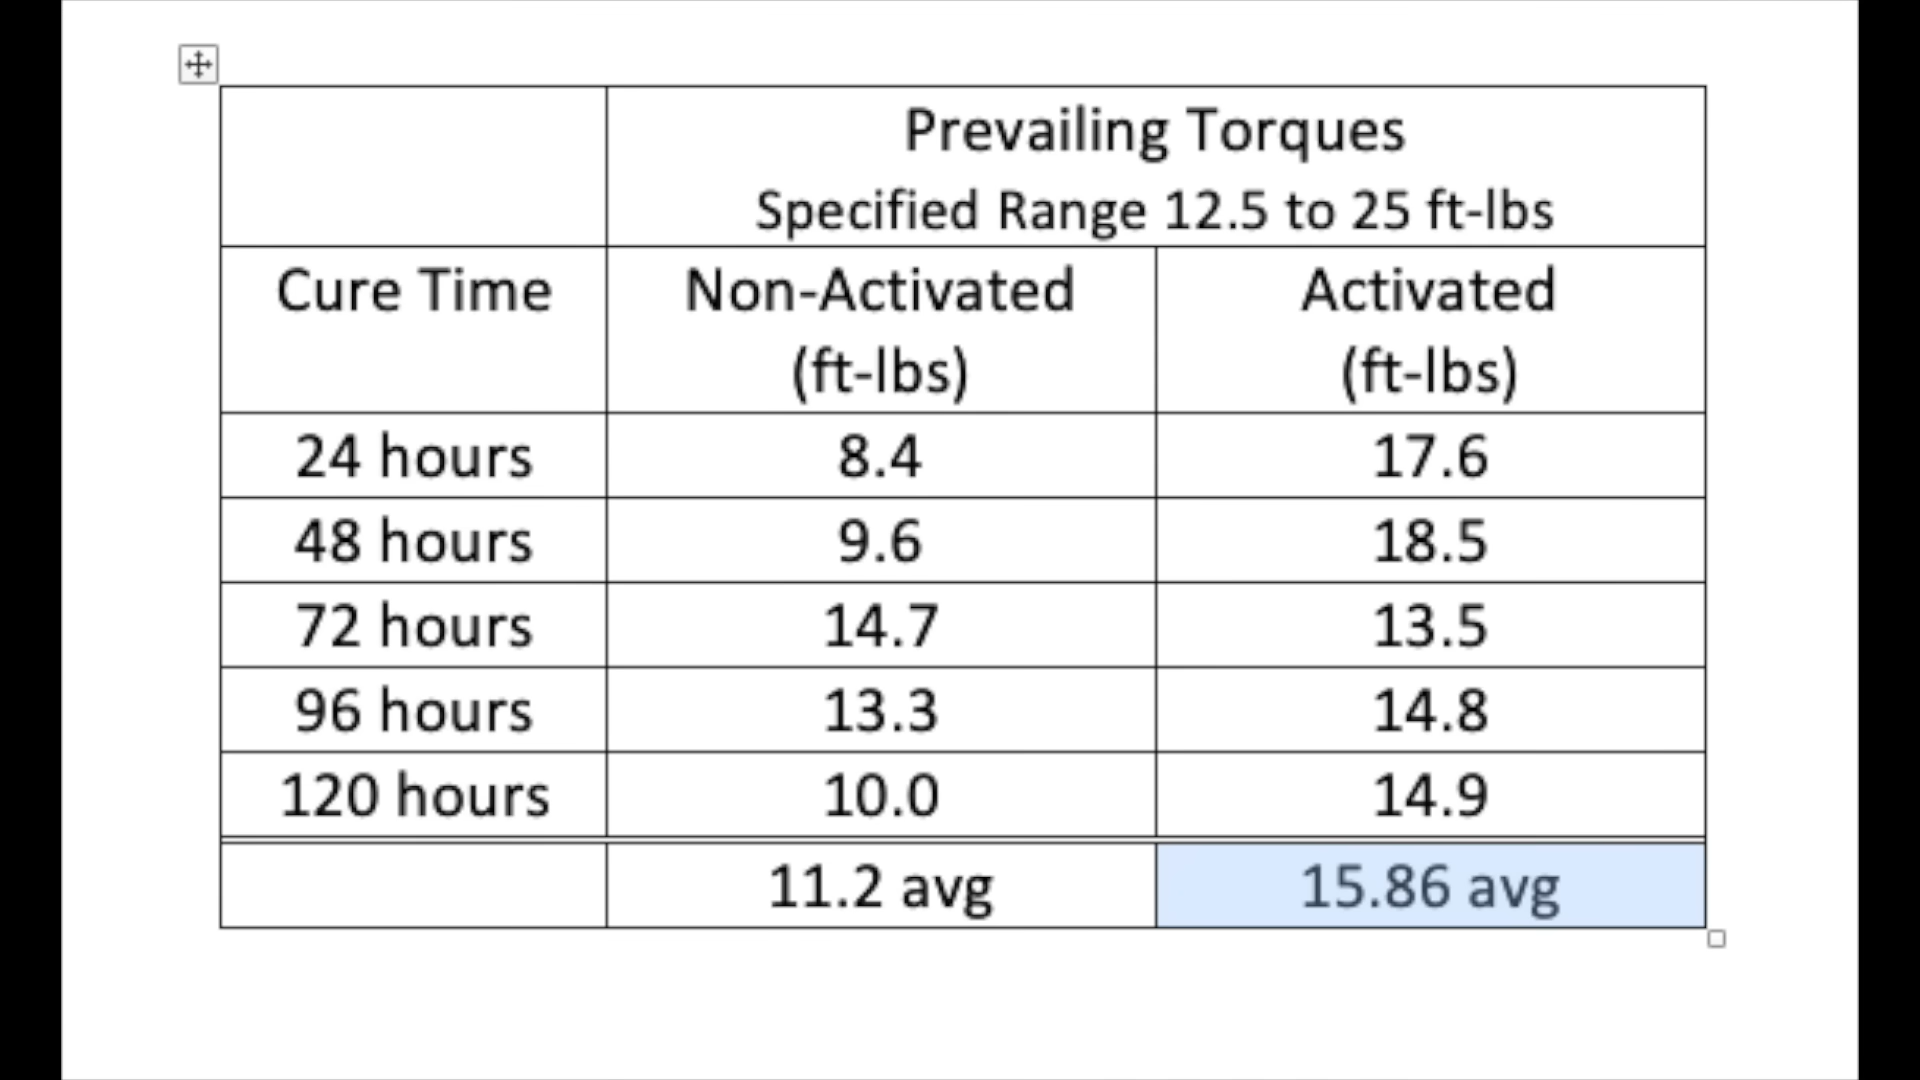 Prevailing Torques
Specified Range 12.5 to 25 ft-lbs
Cure Time Non-Activated Activated
(ft-lbs) (ft-lbs)
24 hours 8.4 17.6
48 hours 9.6 18.5
72 hours 14.7 13.5
96 hours 13.3 14.8
120 hours 10.0 14.9
11.2 avg 15.86 avg